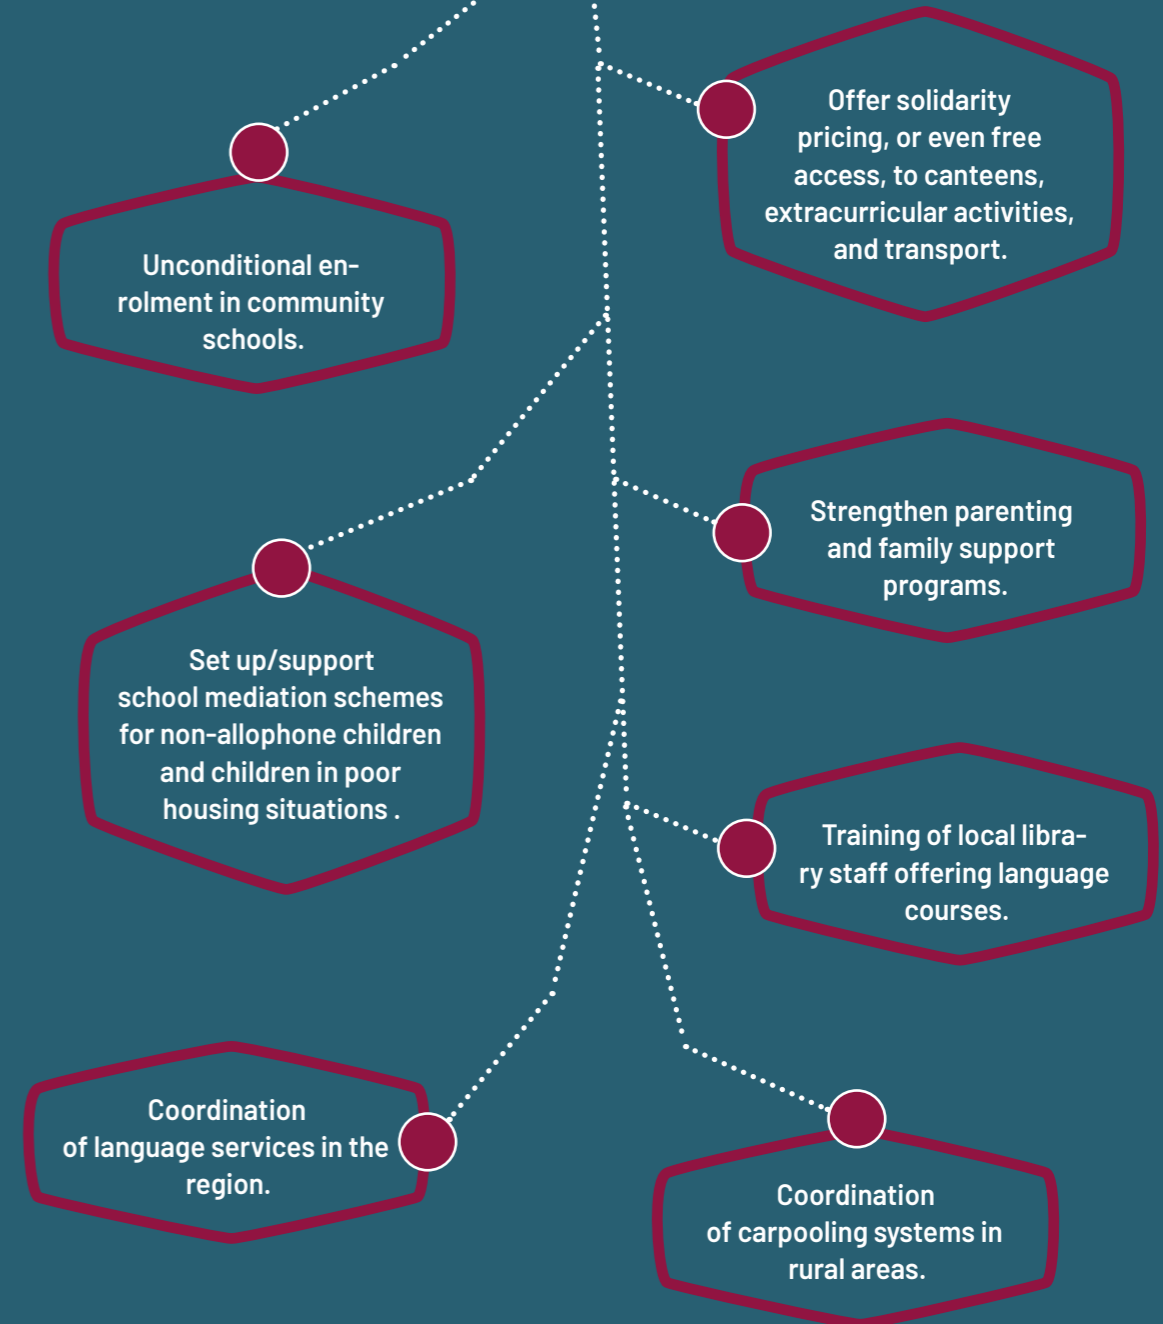 Offer solidarity
pricing, or even free
access, to canteens,
extracurricular activities,
and transport.
Unconditional en-
rolment in community
schools.
Strengthen parenting
and family support
programs.
Set up/support
school mediation schemes
for non-allophone children
and children in poor
housing situations .
Training of local libra-
ry staff offering language
courses.
Coordination
of language services in the
region.
Coordination
of carpooling systems in
rural areas.